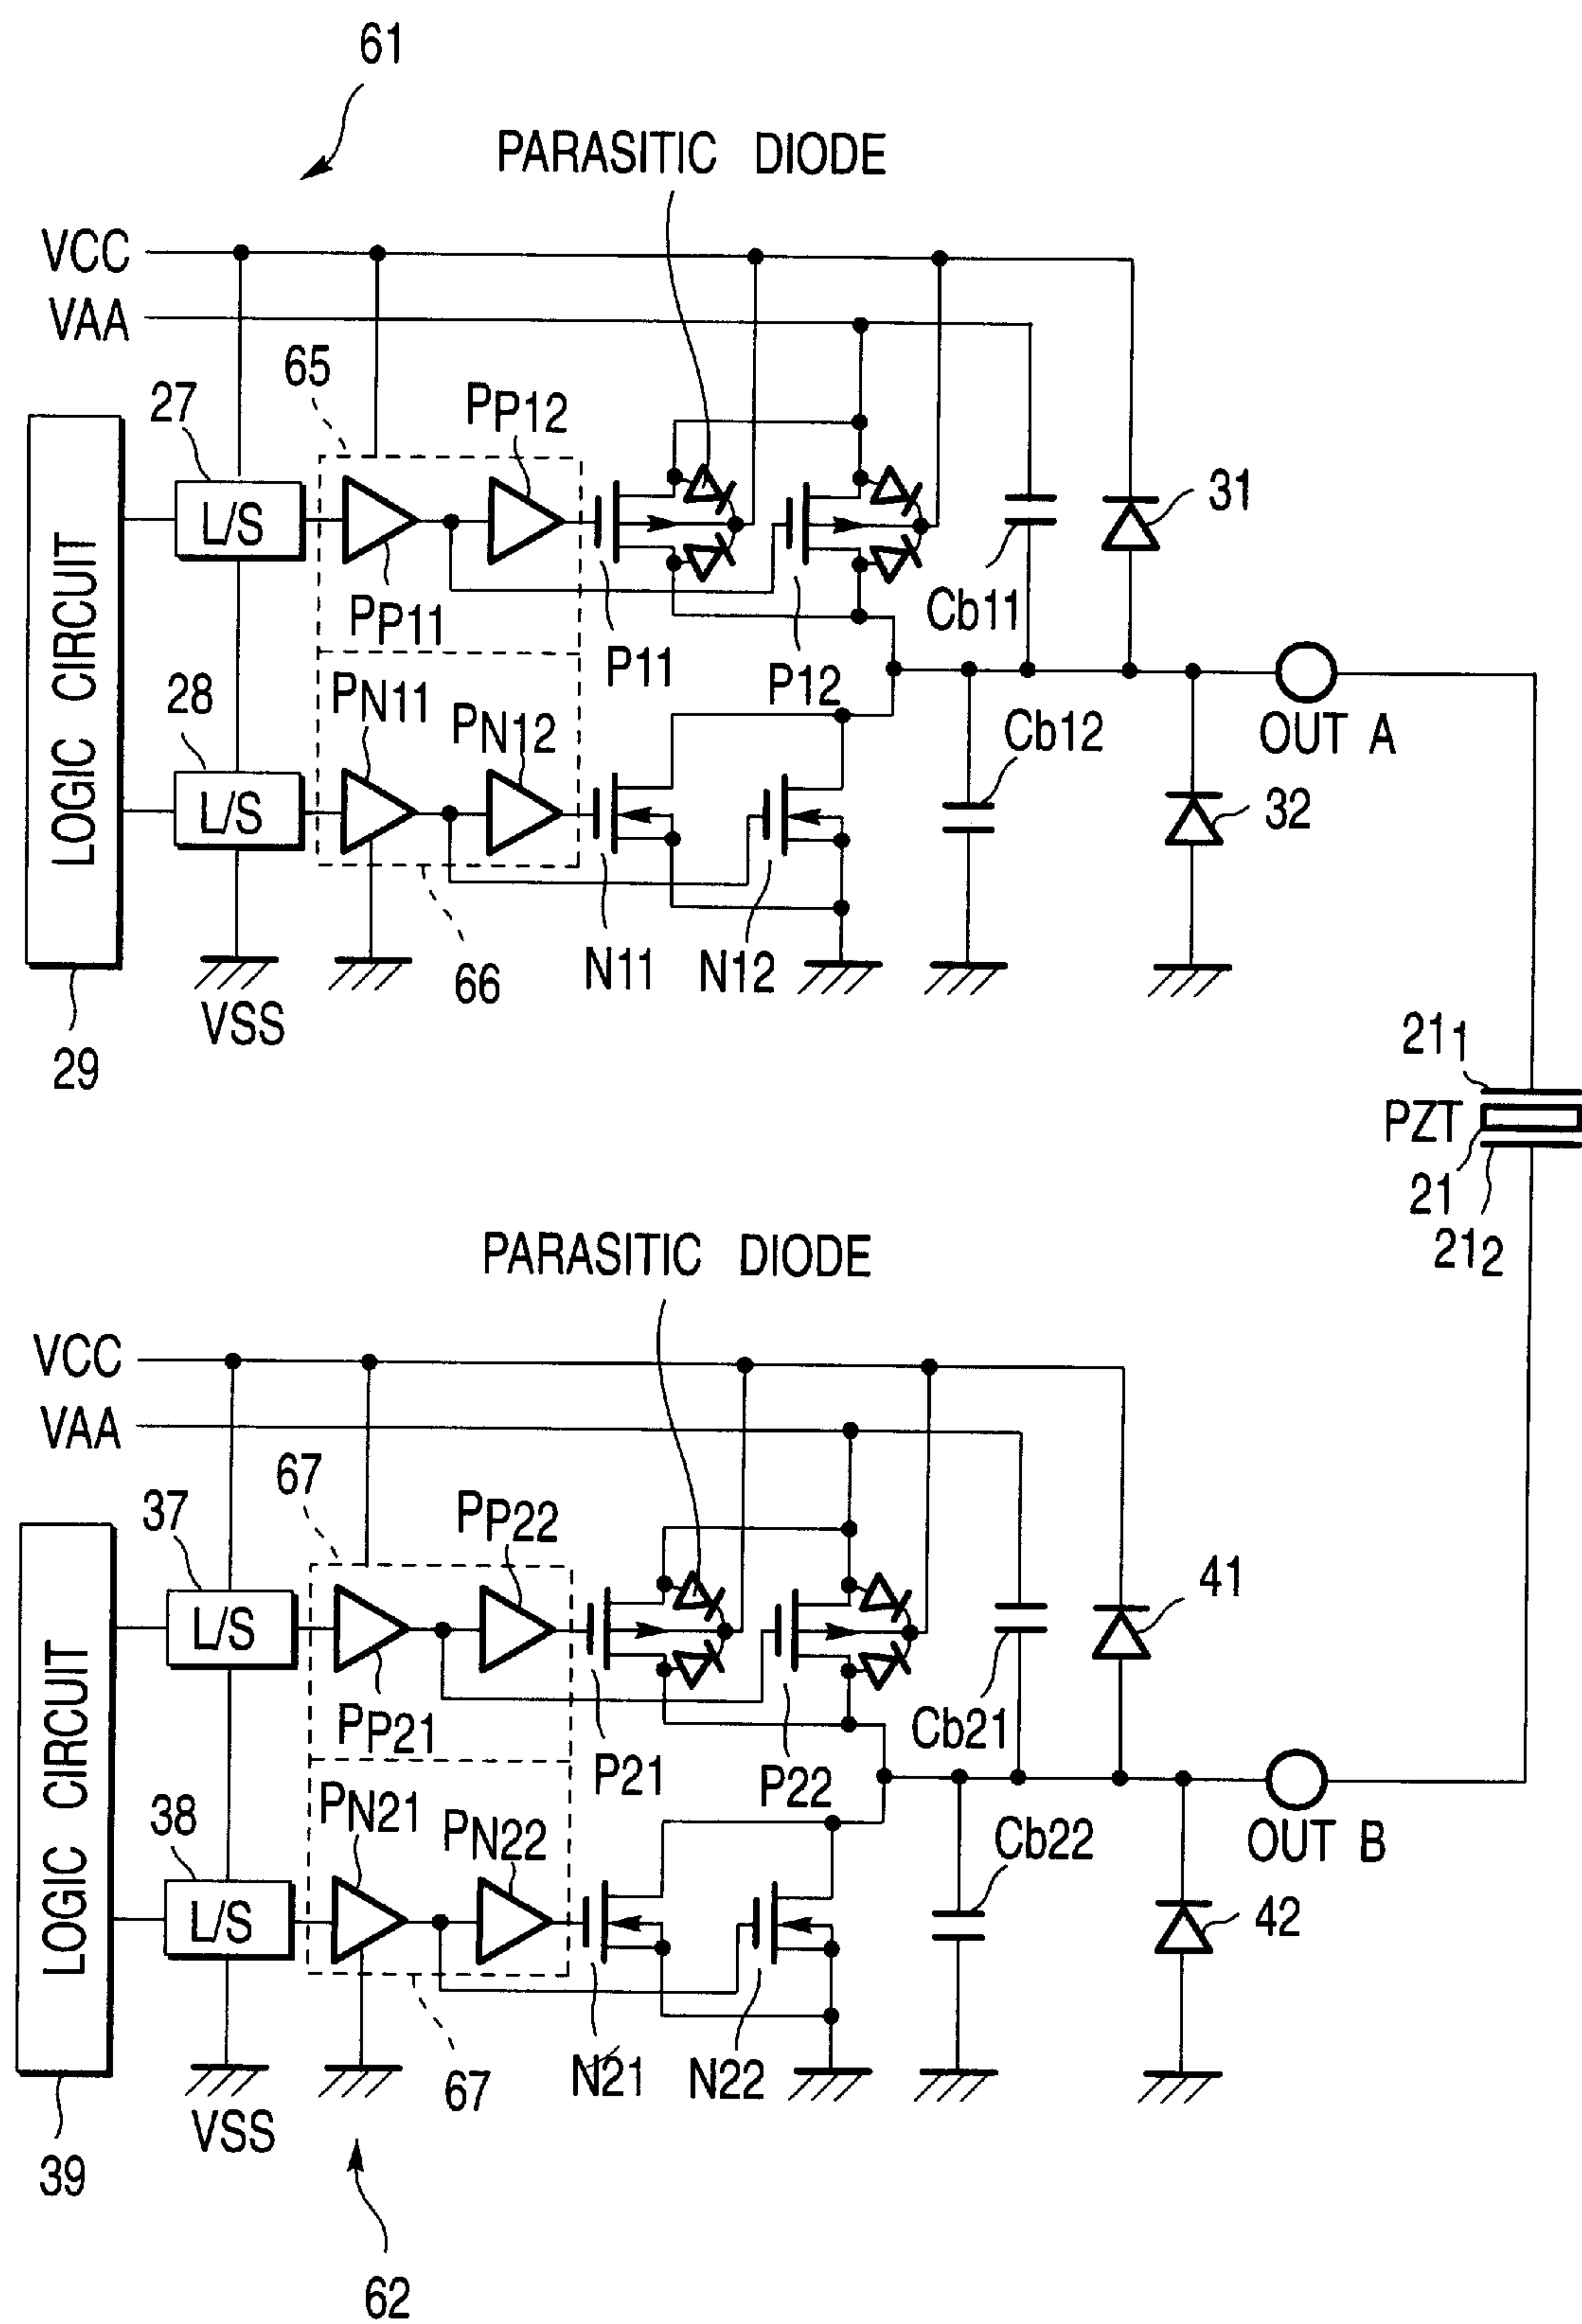 61
PARASITIC DIODE
VCC
VAA
65
27
PP12
L/S
PP11
P11
P12
Cb11
31
LOGIC CIRCUIT
28
PN11
PN12
L/S
Cb12
OUT A
32
N11
N12
66
VSS
29
211
PZT
21
212
PARASITIC DIODE
VCC
VAA
67
37
PP22
L/S
PP21
P21
P22
Cb21
41
LOGIC CIRCUIT
38
PN21
PN22
L/S
Cb22
OUT B
42
N21
N22
67
VSS
39
62